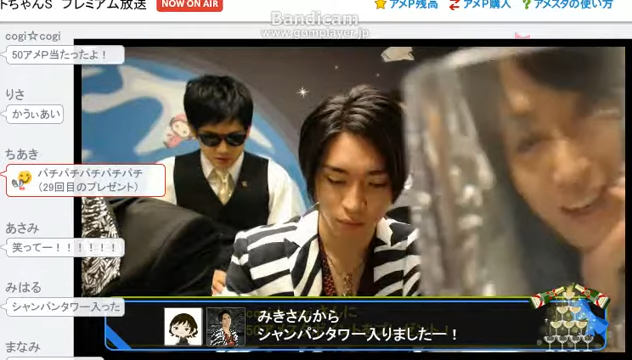 トちゃんS プレミアム放送
NOW ON AIR
アメP残高
アメP購入
アメスタの使い方
Bandicam
www.gomplayer.jp
cogi☆cogi
50アメP当たったよ!
りさ
かうぃあい
ちあき
パチパチパチパチパチ
(29回目のプレゼント)
あさみ
笑ってー!!!!!!
みはる
シャンパンタワー入った
まなみ
みきさんから
シャンパンタワー入りましたー!